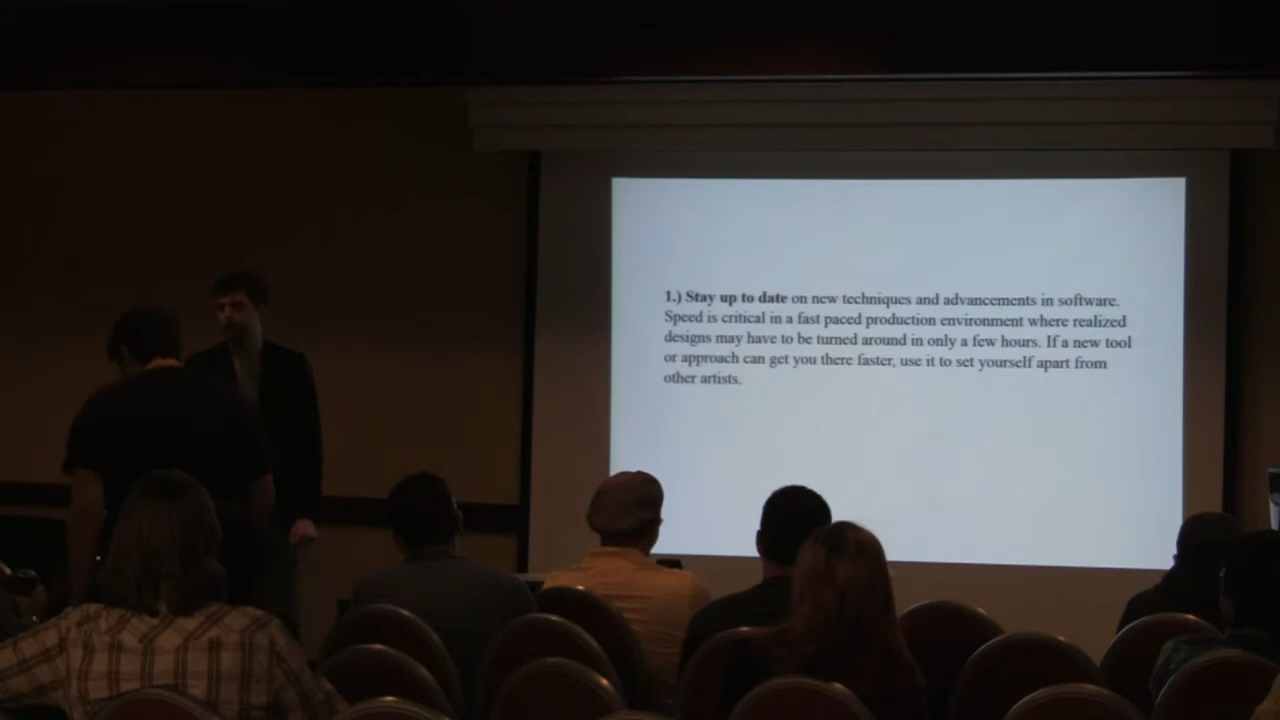 1.) Stay up to date on new techniques and advancements in software.
Speed is critical in a fast paced production environment where realized
designs may have to be turned around in only a few hours. If a new tool
or approach can get you there faster, use it to set yourself apart from
other artists.